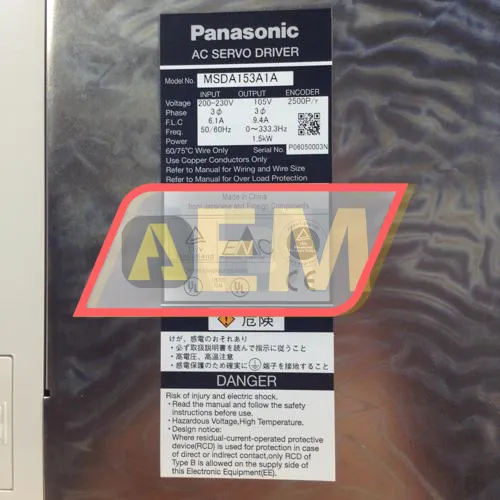 Panasonic
AC SERVO DRIVER
Model No. MSDA153A1A
INPUT OUTPUT ENCODER
Voltage 200-230V 105V 2500P/r
Phase 3ϕ 3ϕ
F.L.C 6.1A 9.4A
Freq. 50/60Hz 0~333.3Hz
Power 1.5kW
60/75℃ Wire Only Serial No. P06050003N
Use Copper Conductors Only
Refer to Manual for Wiring and Wire Size
Refer to Manual for Over Load Protection
Made in China
from Japanese and Foreign Components
AEM
EMC
CE
危険
けが、感電のおそれあり
・必ず取扱説明書を読んで指示に従うこと
・高電圧、高温注意
・感電保護のため確実に端子を接続すること
DANGER
Risk of injury and electric shock.
・Read the manual and follow the safety
instructions before use.
・Hazardous Voltage,High Temperature.
・Design notice:
Where residual-current-operated protective
device(RCD) is used for protection in case
of direct or indirect contact,only RCD of
Type B is allowed on the supply side of
this Electronic Equipment(EE).